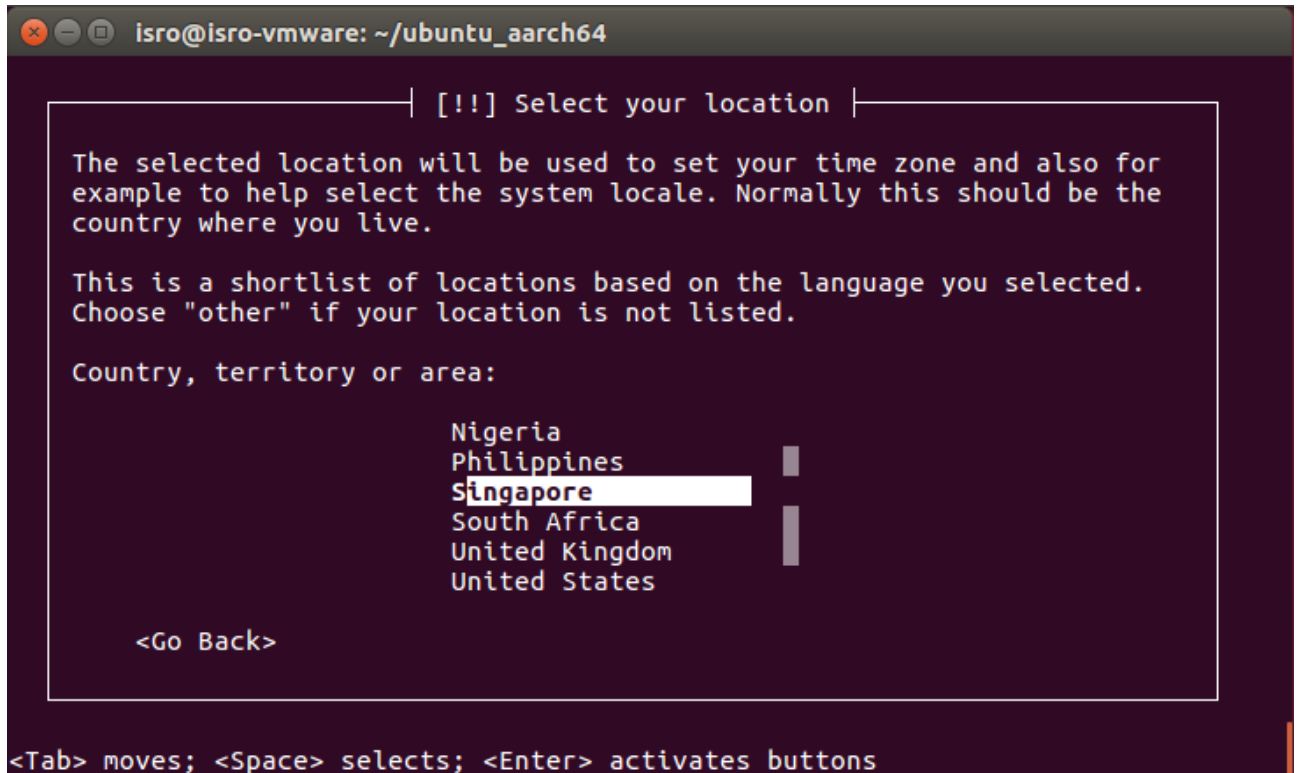 isro@isro-vmware: ~/ubuntu_aarch64
[!!] Select your location
The selected location will be used to set your time zone and also for
example to help select the system locale. Normally this should be the
country where you live.
This is a shortlist of locations based on the language you selected.
Choose "other" if your location is not listed.
Country, territory or area:
Nigeria
Philippines
Singapore
South Africa
United Kingdom
United States
<Go Back>
<Tab> moves; <Space> selects; <Enter> activates buttons